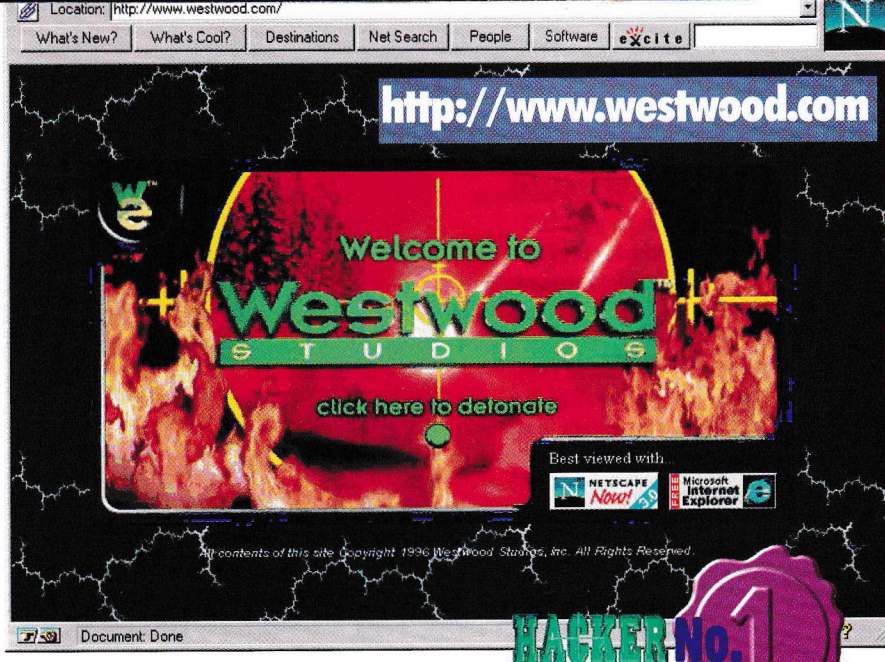 Location: http://www.westwood.com/
N
What's New? What's Cool? Destinations Net Search People Software excite
http://www.westwood.com
W S ™
Welcome to
Westwood™
STUDIOS
click here to detonate
Best viewed with...
N NETSCAPE Now! 3.0
FREE Microsoft Internet Explorer
All contents of this site Copyright 1996 Westwood Studios, Inc. All Rights Reserved.
Document: Done
?
HACKER No. 1